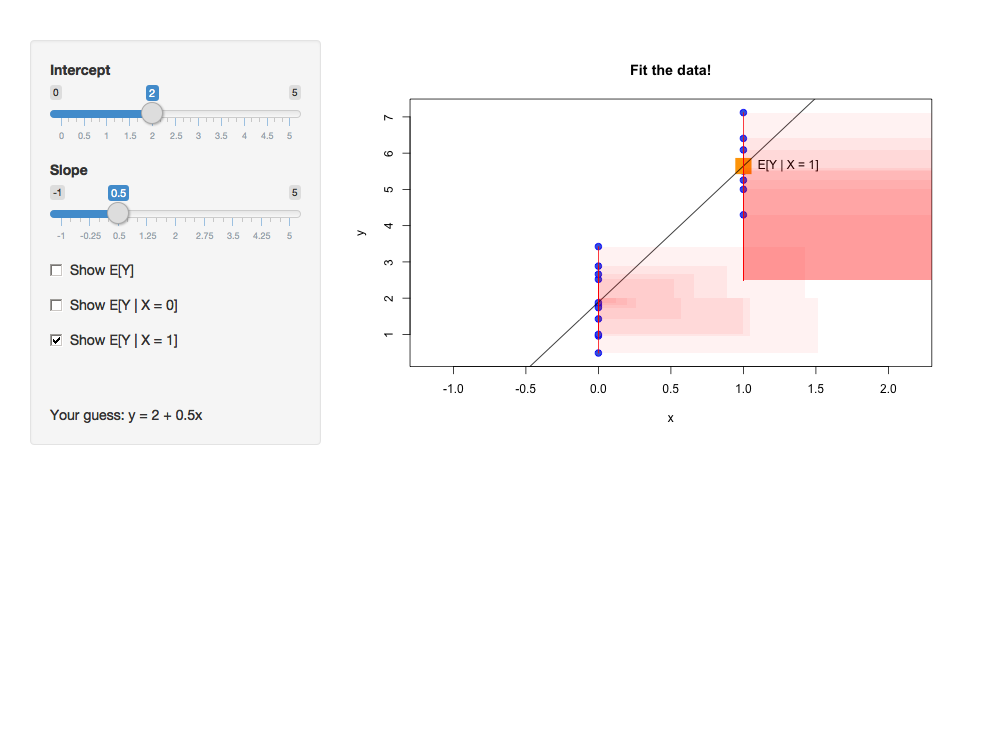 Intercept
0 2 5
0 0.5 1 1.5 2 2.5 3 3.5 4 4.5 5
Slope
-1 0.5 5
-1 -0.25 0.5 1.25 2 2.75 3.5 4.25 5
Show E[Y]
Show E[Y | X = 0]
Show E[Y | X = 1]
Your guess: y = 2 + 0.5x
Fit the data!
7
6
5
4
3
2
1
y
E[Y | X = 1]
-1.0 -0.5 0.0 0.5 1.0 1.5 2.0
x